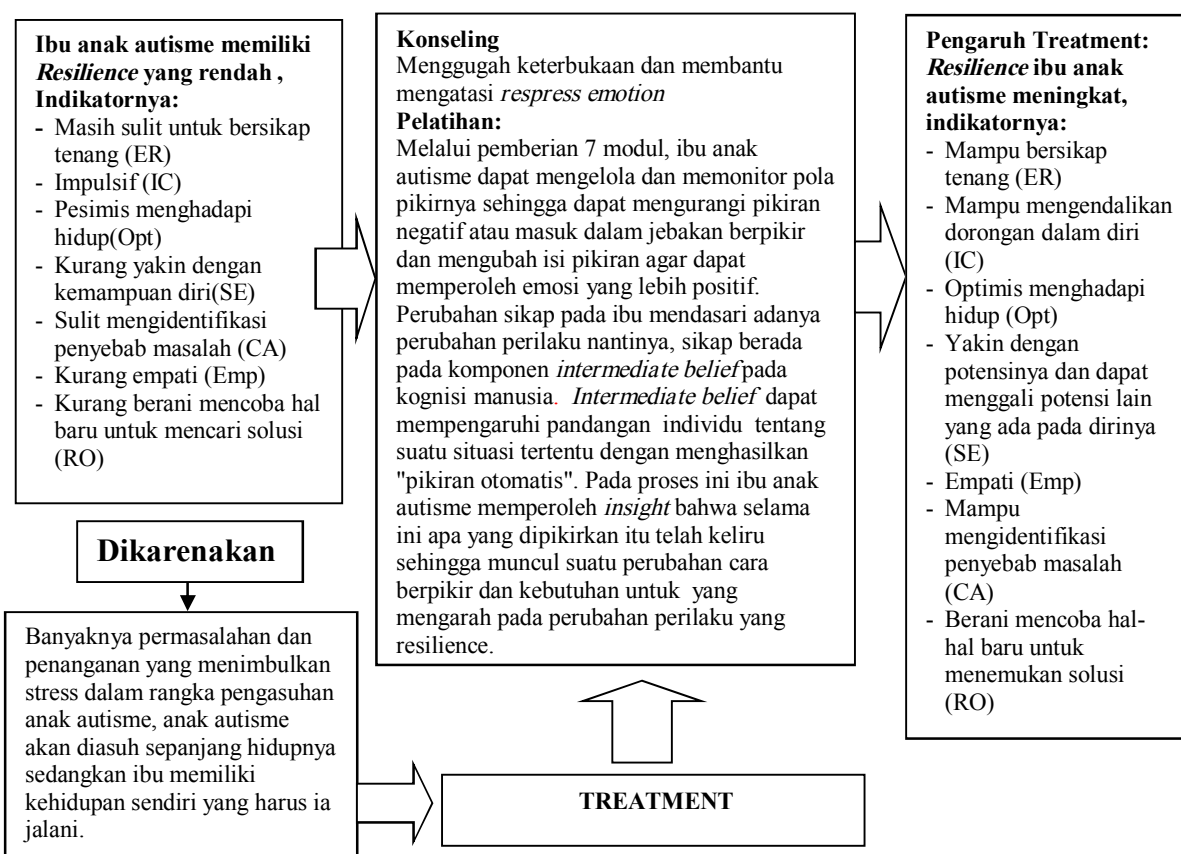 Ibu anak autisme memiliki
Resilience yang rendah ,
Indikatornya:
- Masih sulit untuk bersikap
tenang (ER)
- Impulsif (IC)
- Pesimis menghadapi
hidup(Opt)
- Kurang yakin dengan
kemampuan diri(SE)
- Sulit mengidentifikasi
penyebab masalah (CA)
- Kurang empati (Emp)
- Kurang berani mencoba hal
baru untuk mencari solusi
(RO)
Dikarenakan
Banyaknya permasalahan dan
penanganan yang menimbulkan
stress dalam rangka pengasuhan
anak autisme, anak autisme
akan diasuh sepanjang hidupnya
sedangkan ibu memiliki
kehidupan sendiri yang harus ia
jalani.
TREATMENT
Konseling
Menggugah keterbukaan dan membantu
mengatasi respress emotion
Pelatihan:
Melalui pemberian 7 modul, ibu anak
autisme dapat mengelola dan memonitor pola
pikirnya sehingga dapat mengurangi pikiran
negatif atau masuk dalam jebakan berpikir
dan mengubah isi pikiran agar dapat
memperoleh emosi yang lebih positif.
Perubahan sikap pada ibu mendasari adanya
perubahan perilaku nantinya, sikap berada
pada komponen intermediate belief pada
kognisi manusia. Intermediate belief dapat
mempengaruhi pandangan individu tentang
suatu situasi tertentu dengan menghasilkan
"pikiran otomatis". Pada proses ini ibu anak
autisme memperoleh insight bahwa selama
ini apa yang dipikirkan itu telah keliru
sehingga muncul suatu perubahan cara
berpikir dan kebutuhan untuk yang
mengarah pada perubahan perilaku yang
resilience.
Pengaruh Treatment:
Resilience ibu anak
autisme meningkat,
indikatornya:
- Mampu bersikap
tenang (ER)
- Mampu mengendalikan
dorongan dalam diri
(IC)
- Optimis menghadapi
hidup (Opt)
- Yakin dengan
potensinya dan dapat
menggali potensi lain
yang ada pada dirinya
(SE)
- Empati (Emp)
- Mampu
mengidentifikasi
penyebab masalah
(CA)
- Berani mencoba hal-
hal baru untuk
menemukan solusi
(RO)